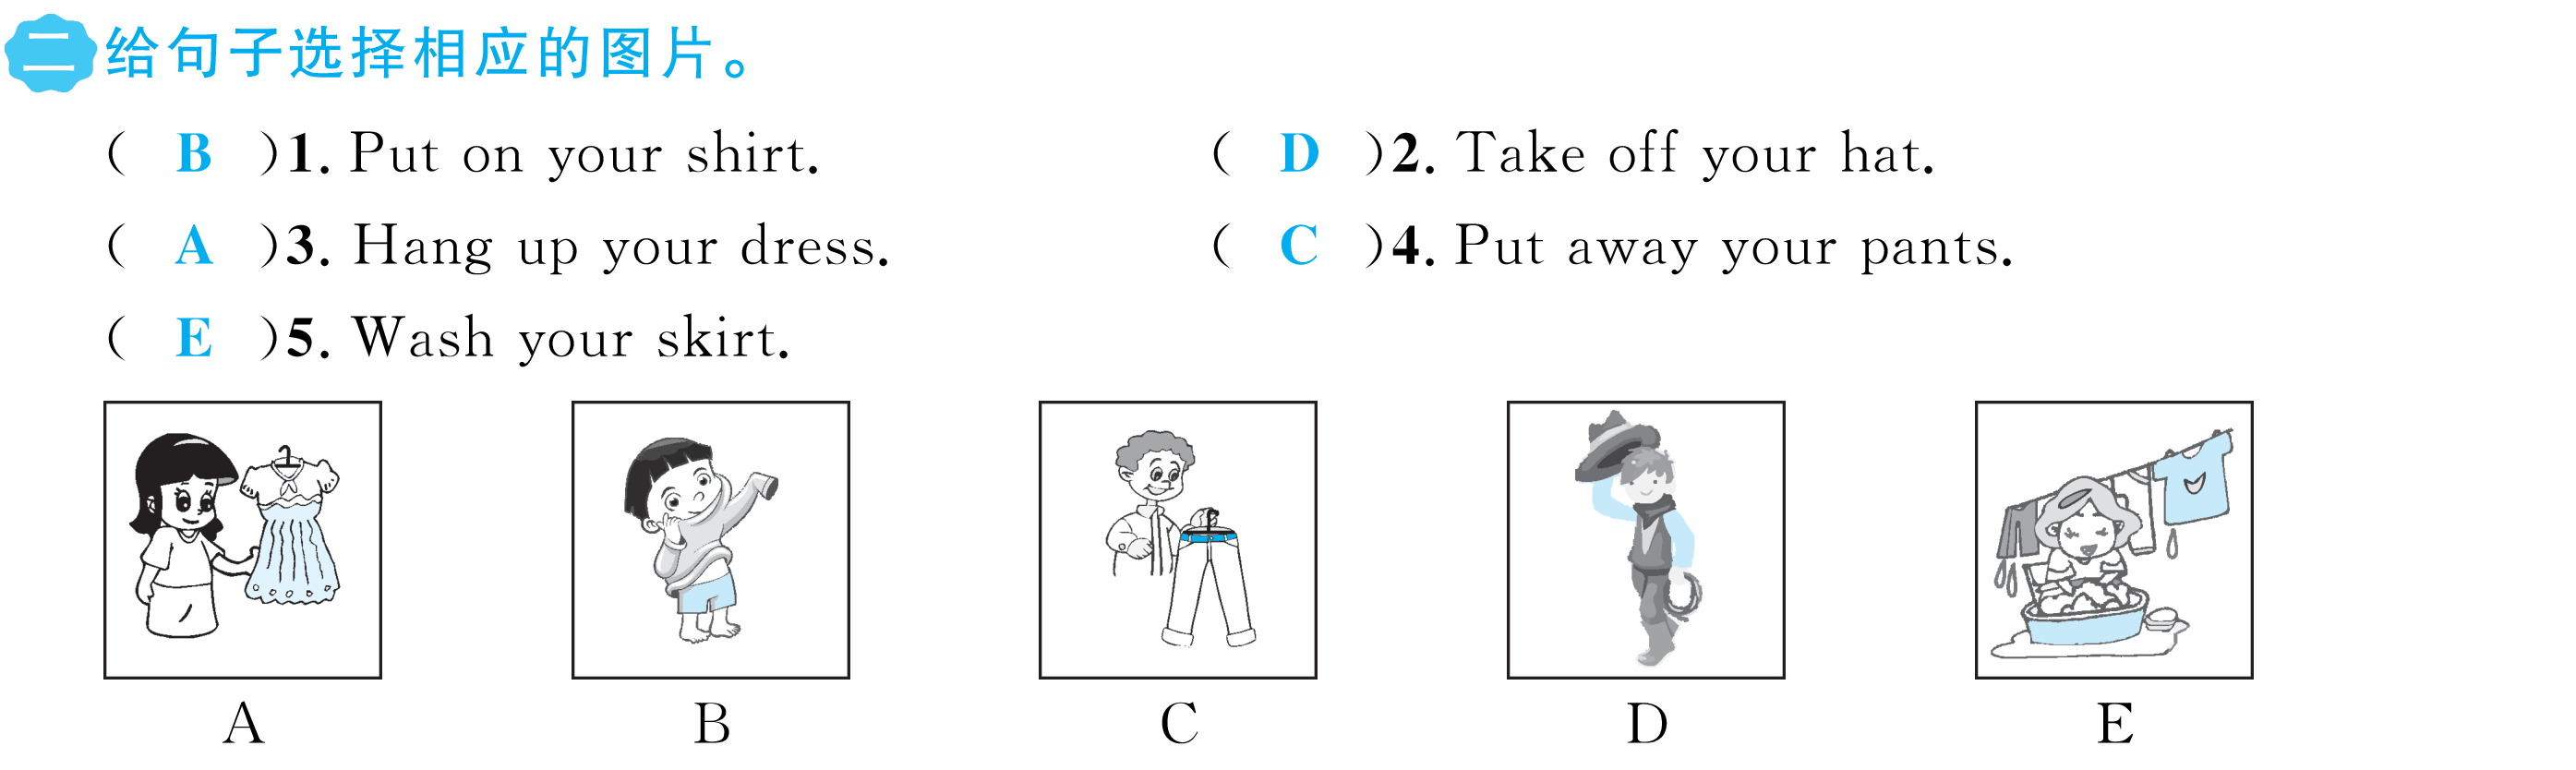 二 给句子选择相应的图片。
( B )1. Put on your shirt. ( D )2. Take off your hat.
( A )3. Hang up your dress. ( C )4. Put away your pants.
( E )5. Wash your skirt.
A B C D E